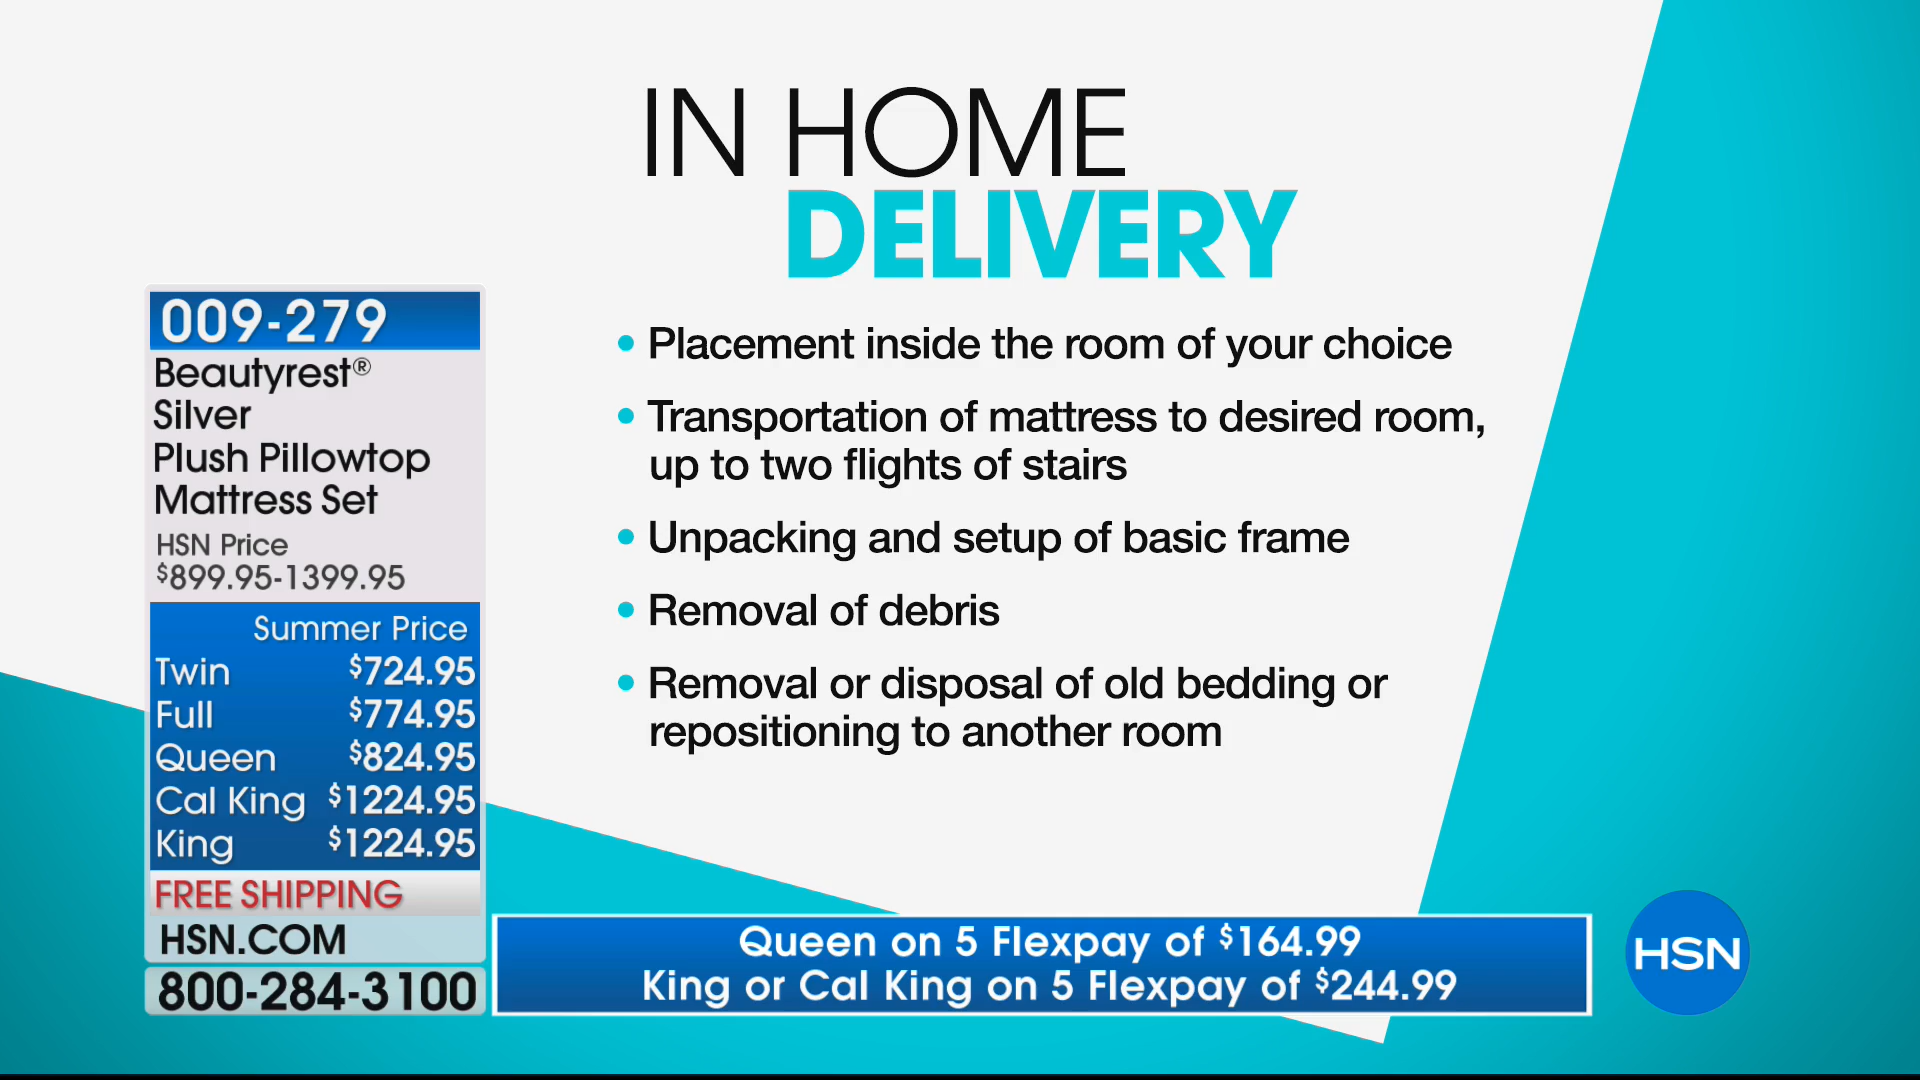 IN HOME
DELIVERY
• Placement inside the room of your choice
• Transportation of mattress to desired room,
up to two flights of stairs
• Unpacking and setup of basic frame
• Removal of debris
• Removal or disposal of old bedding or
repositioning to another room
009-279
Beautyrest®
Silver
Plush Pillowtop
Mattress Set
HSN Price
$899.95-1399.95
Summer Price
Twin $724.95
Full $774.95
Queen $824.95
Cal King $1224.95
King $1224.95
FREE SHIPPING
HSN.COM
800-284-3100
Queen on 5 Flexpay of $164.99
King or Cal King on 5 Flexpay of $244.99
HSN